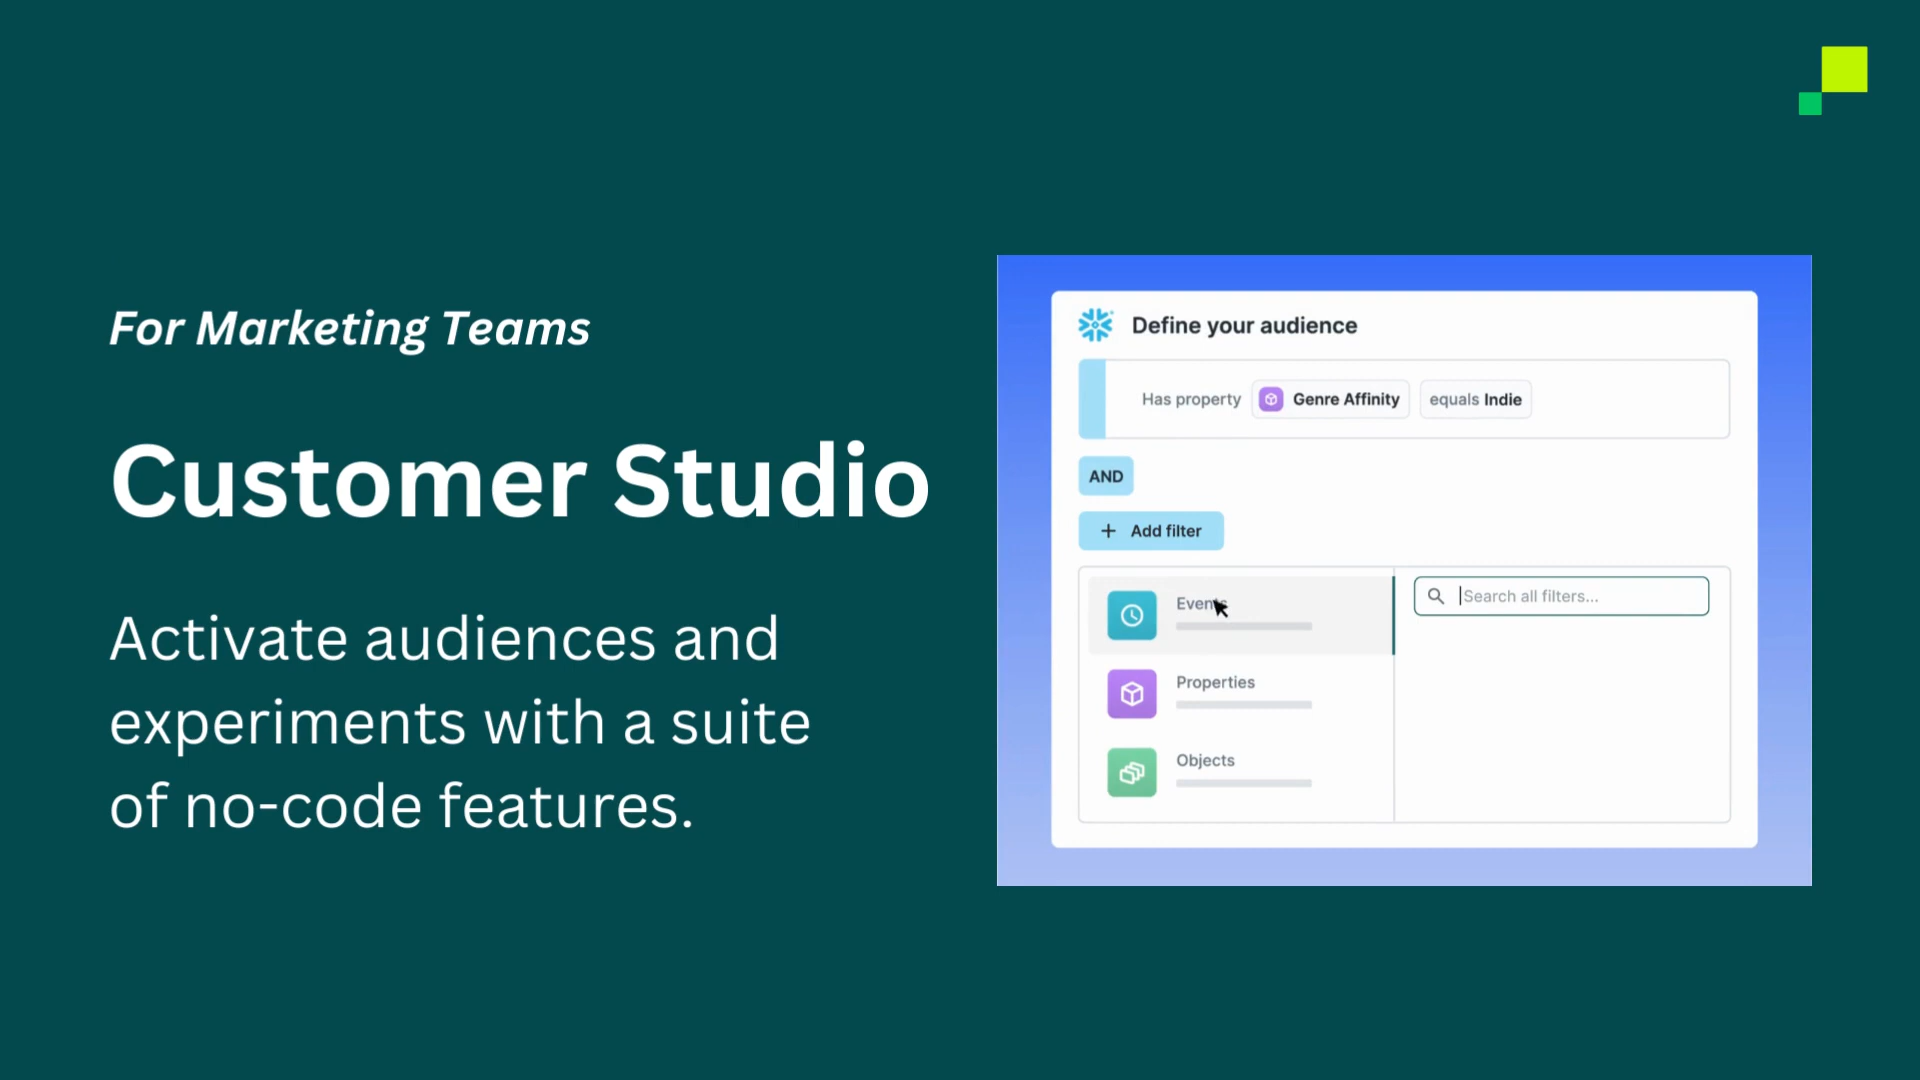 For Marketing Teams
Customer Studio
Activate audiences and
experiments with a suite
of no-code features.
Define your audience
Has property Genre Affinity equals Indie
AND
+ Add filter
Events
Search all filters...
Properties
Objects